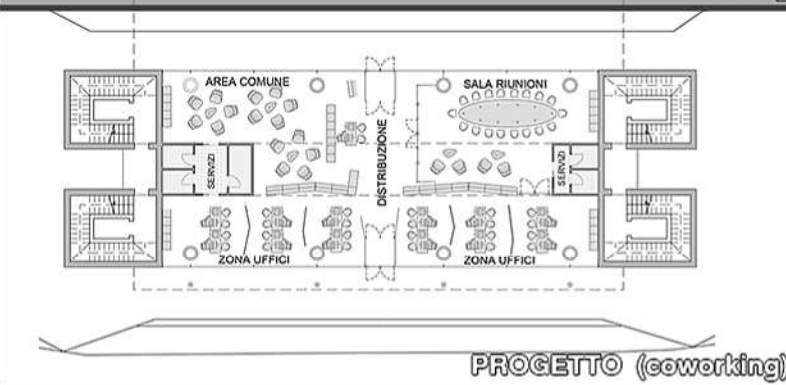 AREA COMUNE
SALA RIUNIONI
DISTRIBUZIONE
SERVIZI
SERVIZI
ZONA UFFICI
ZONA UFFICI
PROGETTO (coworking)